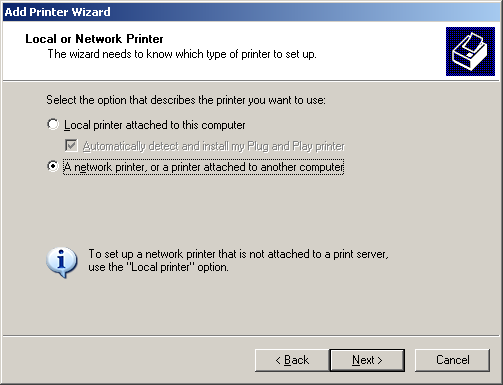 Add Printer Wizard
Local or Network Printer
The wizard needs to know which type of printer to set up.
Select the option that describes the printer you want to use:
Local printer attached to this computer
Automatically detect and install my Plug and Play printer
A network printer, or a printer attached to another computer
To set up a network printer that is not attached to a print server,
use the "Local printer" option.
< Back
Next >
Cancel